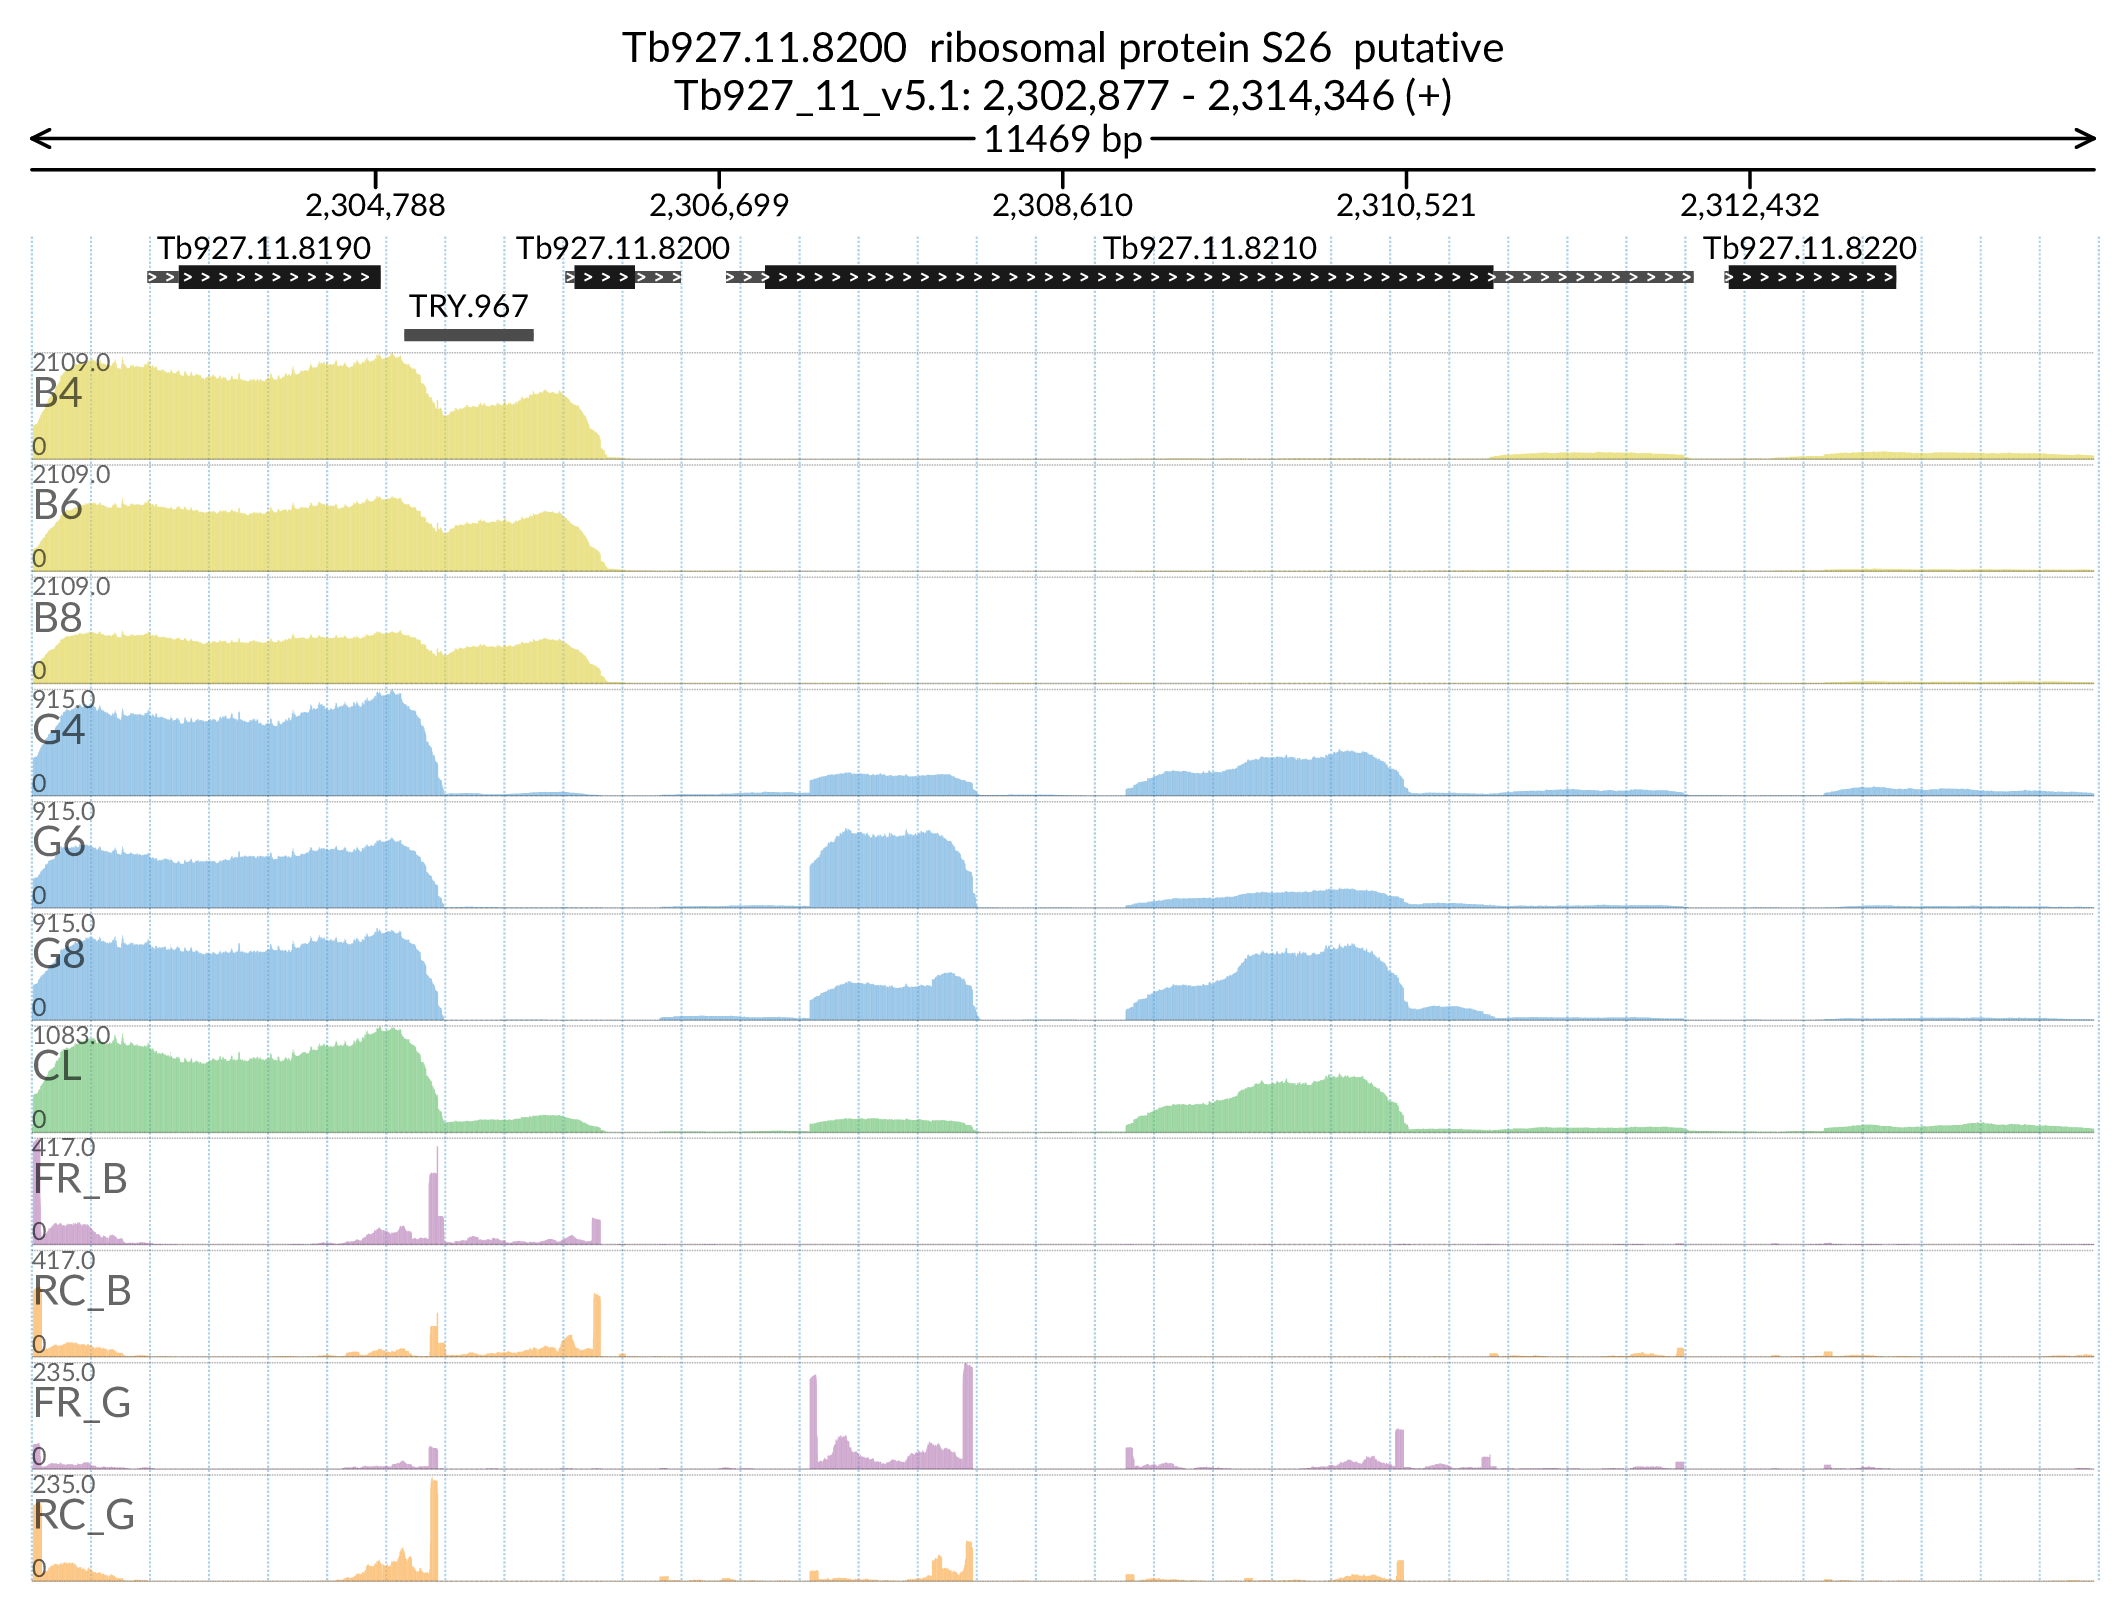 Tb927.11.8200  ribosomal protein S26  putative
Tb927_11_v5.1: 2,302,877 - 2,314,346 (+)
11469 bp
2,304,788 2,306,699 2,308,610 2,310,521 2,312,432
Tb927.11.8190 Tb927.11.8200 Tb927.11.8210 Tb927.11.8220
TRY.967
2109.0
B4
0
2109.0
B6
0
2109.0
B8
0
915.0
G4
0
915.0
G6
0
915.0
G8
0
1083.0
CL
0
417.0
FR_B
0
417.0
RC_B
0
235.0
FR_G
0
235.0
RC_G
0